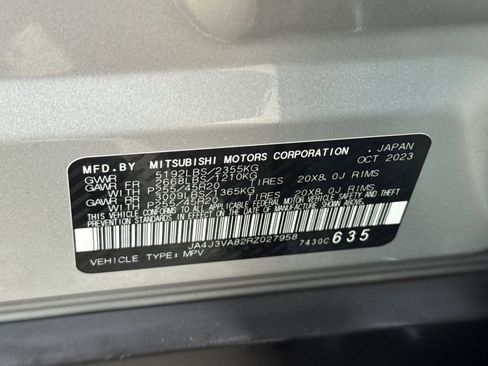 MFD.BY MITSUBISHI MOTORS CORPORATION , JAPAN
GVWR 5192LBS/2355KG OCT 2023
GAWR FR 2668LBS/1210KG
WITH P255/45R20 TIRES 20X8.0J RIMS
GAWR RR 3009LBS/1365KG
WITH P255/45R20 TIRES 20X8.0J RIMS
THIS VEHICLE CONFORMS TO ALL APPLICABLE FEDERAL MOTOR VEHICLE SAFETY, BUMPER, AND THEFT
PREVENTION STANDARDS IN EFFECT ON THE DATE OF MANUFACTURE SHOWN ABOVE.
JA4J3VA82RZ027958 7430C 635
VEHICLE TYPE: MPV